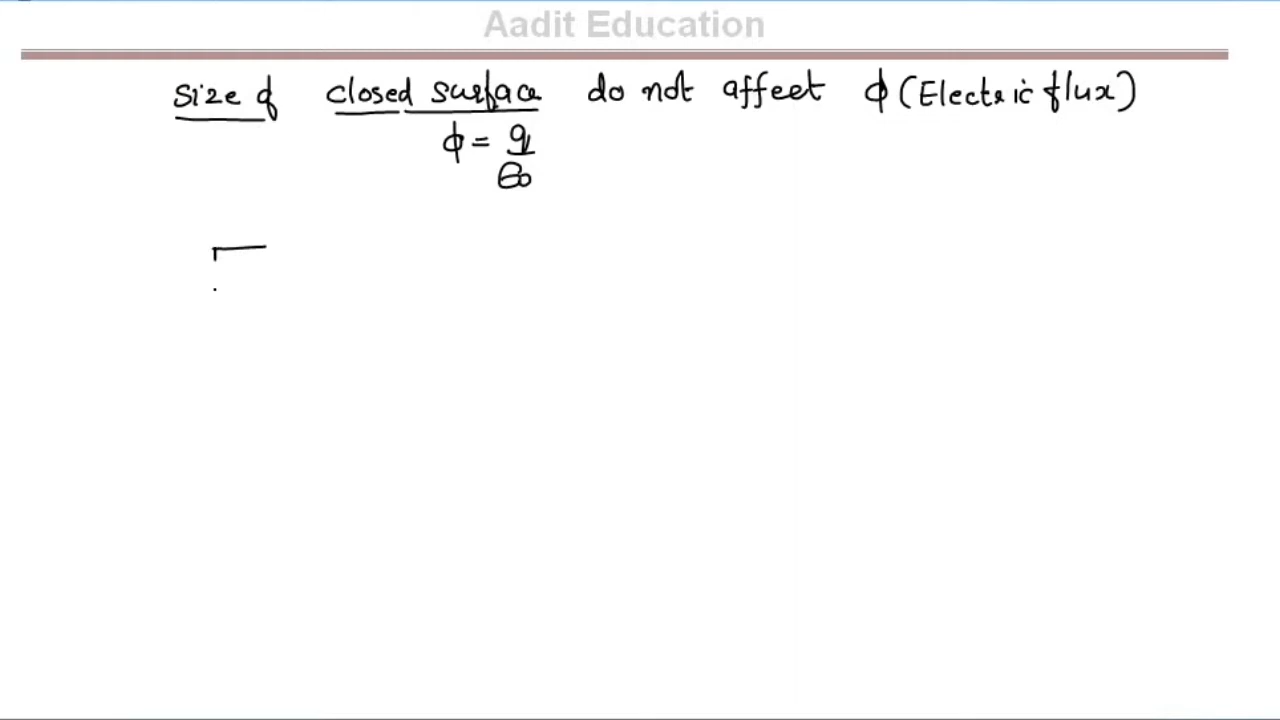 Aadit Education
size of closed surface do not affect ϕ (Electric flux)
ϕ = q/ϵ0